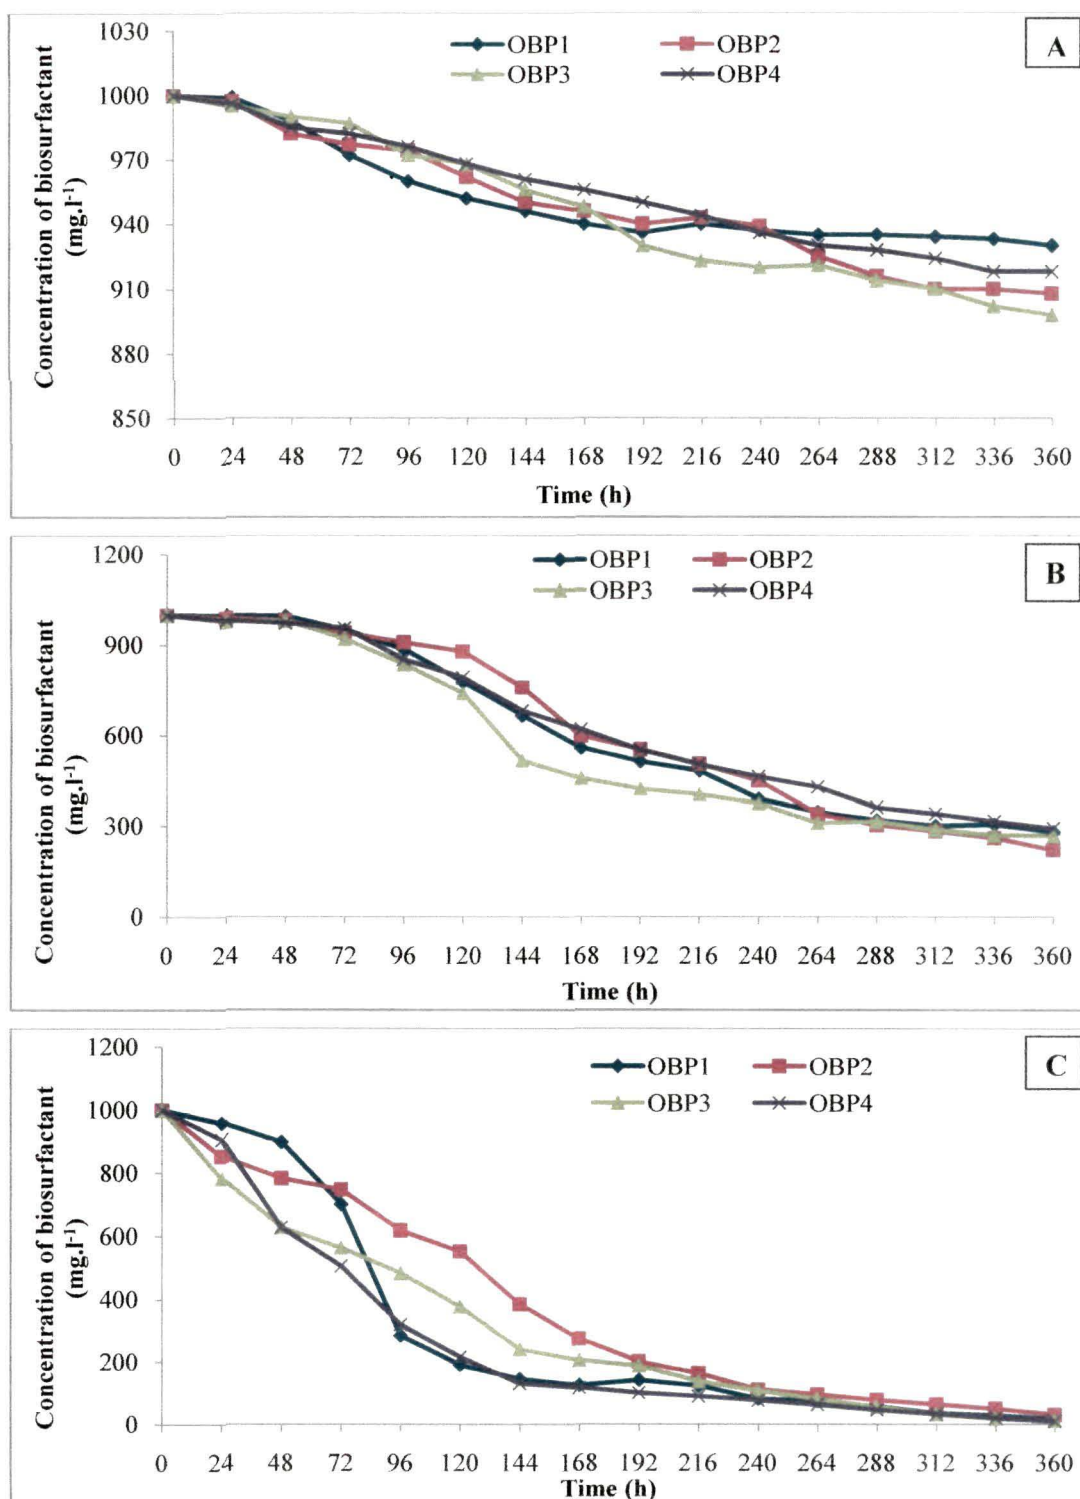 A
OBP1 OBP2
OBP3 OBP4
Concentration of biosurfactant
(mg.l-1)
1030
1000
970
940
910
880
850
0 24 48 72 96 120 144 168 192 216 240 264 288 312 336 360
Time (h)
B
OBP1 OBP2
OBP3 OBP4
Concentration of biosurfactant
(mg.l-1)
1200
900
600
300
0
0 24 48 72 96 120 144 168 192 216 240 264 288 312 336 360
Time (h)
C
OBP1 OBP2
OBP3 OBP4
Concentration of biosurfactant
(mg.l-1)
1200
1000
800
600
400
200
0
0 24 48 72 96 120 144 168 192 216 240 264 288 312 336 360
Time (h)